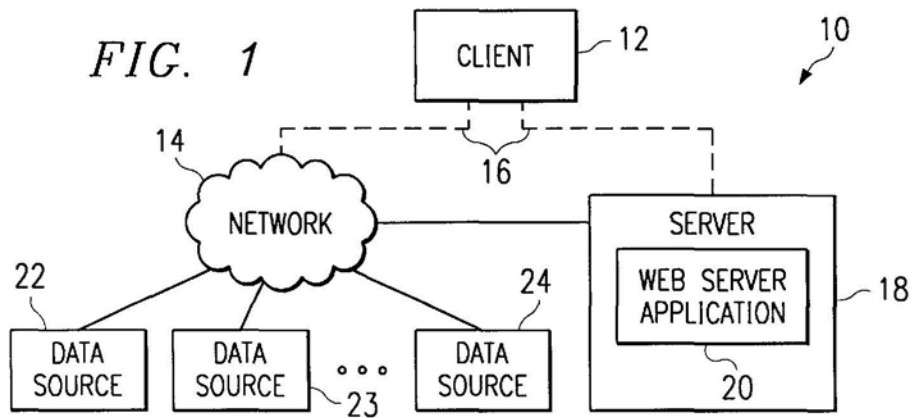 FIG. 1
CLIENT
12
10
14
16
NETWORK
SERVER
WEB SERVER
APPLICATION
18
20
22
DATA
SOURCE
DATA
SOURCE
23
24
DATA
SOURCE